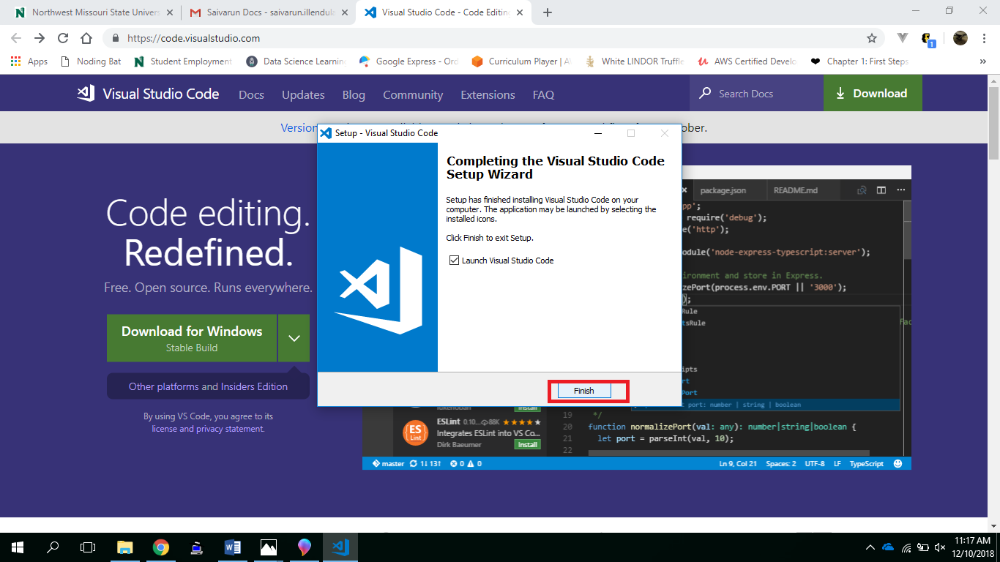 Northwest Missouri State Univers
Saivarun Docs - saivarun.illendula
Visual Studio Code - Code Editing
https://code.visualstudio.com
1
Apps
Noding Bat
Student Employment
Data Science Learning
Google Express - Ord
Curriculum Player | A
White LINDOR Truffle
AWS Certified Develo
Chapter 1: First Steps
»
Visual Studio Code
Docs
Updates
Blog
Community
Extensions
FAQ
Search Docs
Download
Version
ober.
Setup - Visual Studio Code
Completing the Visual Studio Code
Setup Wizard
Setup has finished installing Visual Studio Code on your
computer. The application may be launched by selecting the
installed icons.
Click Finish to exit Setup.
Launch Visual Studio Code
Finish
Code editing.
Redefined.
Free. Open source. Runs everywhere.
Download for Windows
Stable Build
Other platforms and Insiders Edition
By using VS Code, you agree to its
license and privacy statement.
package.json
README.md
pp';
require('debug');
e('http');
odule('node-express-typescript:server');
ironment and store in Express.
zePort(process.env.PORT || '3000');
);
Rule
tsRule
Fac
ipts
rt
Port
t port: number | string | boolean
Install
ESLint 0.10... 88K ★★★★★
ES
Lint
Integrates ESLint into VS Co...
Dirk Baeumer
Install
19 */
20 function normalizePort(val: any): number|string|boolean {
21 let port = parseInt(val, 10);
22
master
1↓ 13↑
0
0
Ln 9, Col 21
Spaces: 2
UTF-8
LF
TypeScript
11:17 AM
12/10/2018